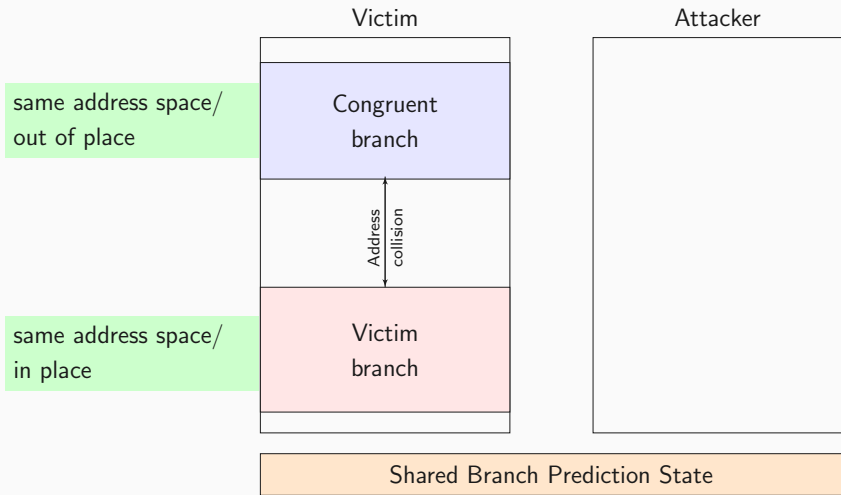 Victim
Attacker
same address space/
out of place
Congruent
branch
Address
collision
same address space/
in place
Victim
branch
Shared Branch Prediction State